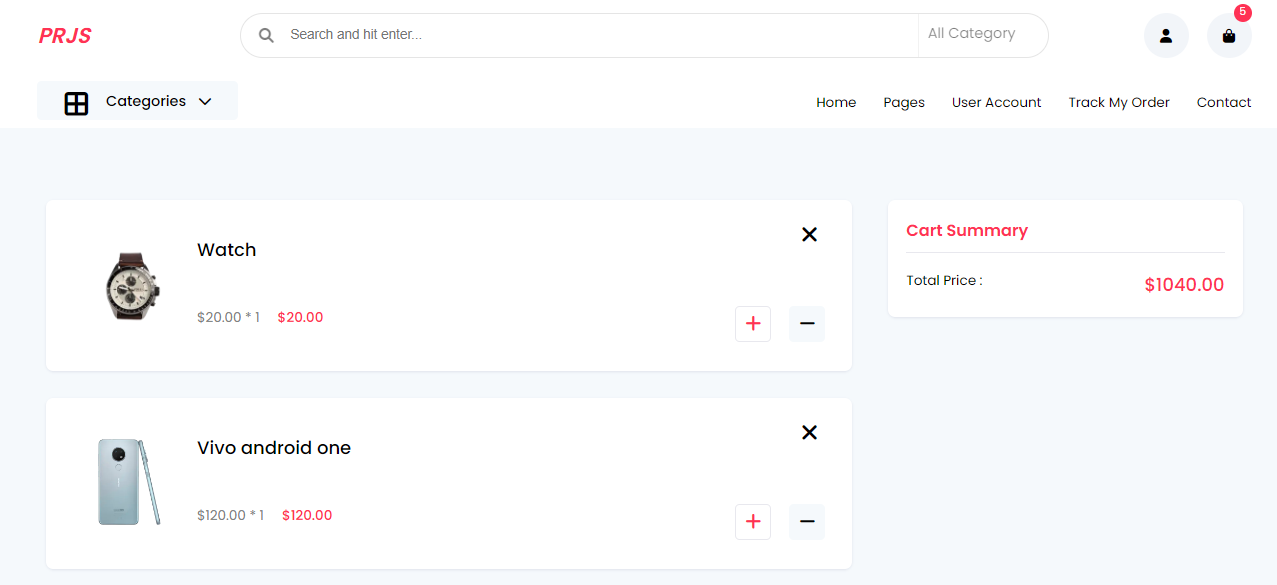 PRJS
Search and hit enter...
All Category
5
Categories
Home
Pages
User Account
Track My Order
Contact
Watch
$20.00 * 1 $20.00
Cart Summary
Total Price :
$1040.00
Vivo android one
$120.00 * 1 $120.00